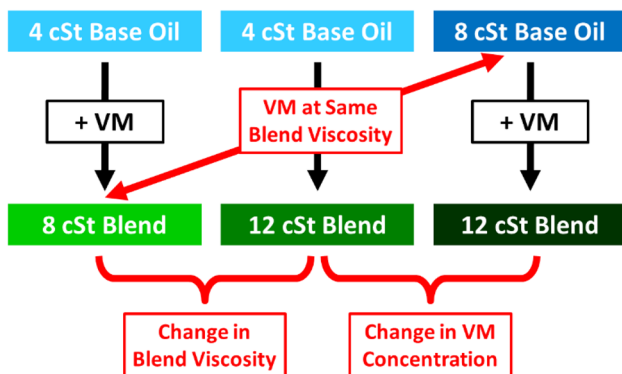 4 cSt Base Oil
4 cSt Base Oil
8 cSt Base Oil
+ VM
VM at Same
Blend Viscosity
+ VM
8 cSt Blend
12 cSt Blend
12 cSt Blend
Change in
Blend Viscosity
Change in VM
Concentration